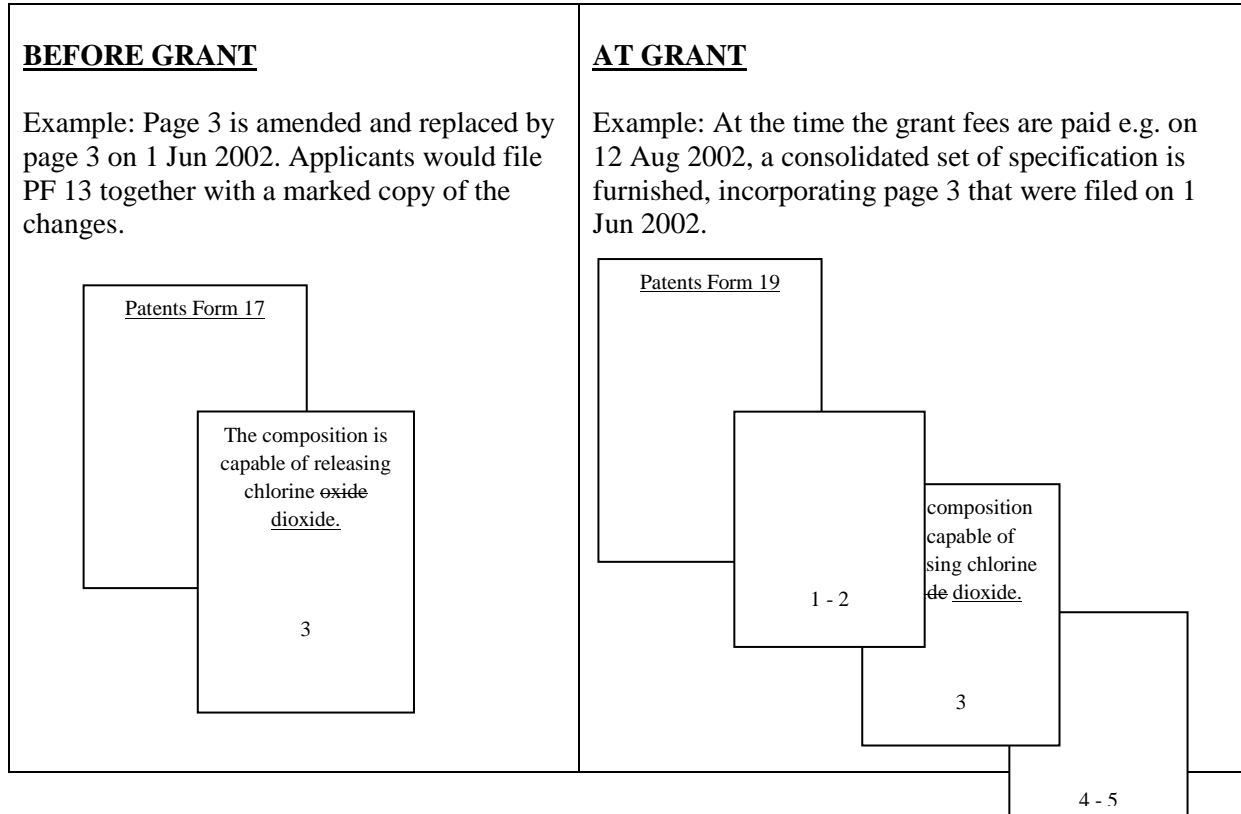 BEFORE GRANT
Example: Page 3 is amended and replaced by
page 3 on 1 Jun 2002. Applicants would file
PF 13 together with a marked copy of the
changes.
Patents Form 17
The composition is
capable of releasing
chlorine oxide
dioxide.
3
AT GRANT
Example: At the time the grant fees are paid e.g. on
12 Aug 2002, a consolidated set of specification is
furnished, incorporating page 3 that were filed on 1
Jun 2002.
Patents Form 19
1 - 2
composition
capable of
sing chlorine
de dioxide.
3
4 - 5